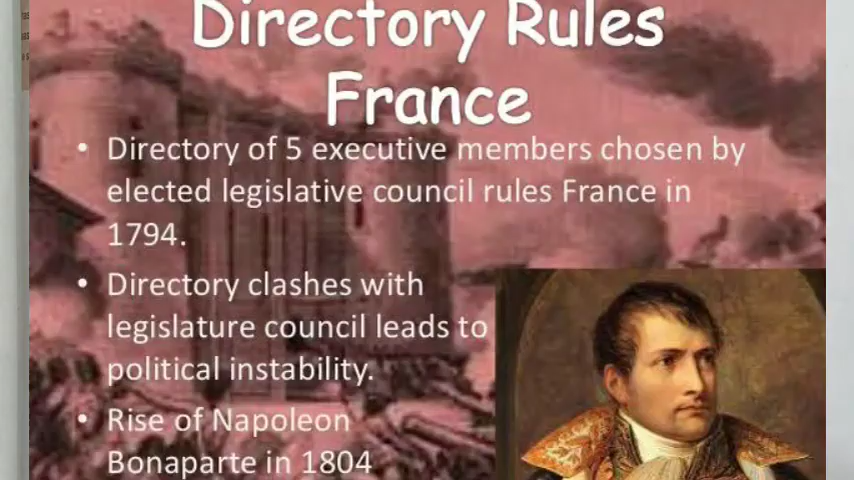 Directory Rules
France
• Directory of 5 executive members chosen by
elected legislative council rules France in
1794.
• Directory clashes with
legislature council leads to
political instability.
• Rise of Napoleon
Bonaparte in 1804